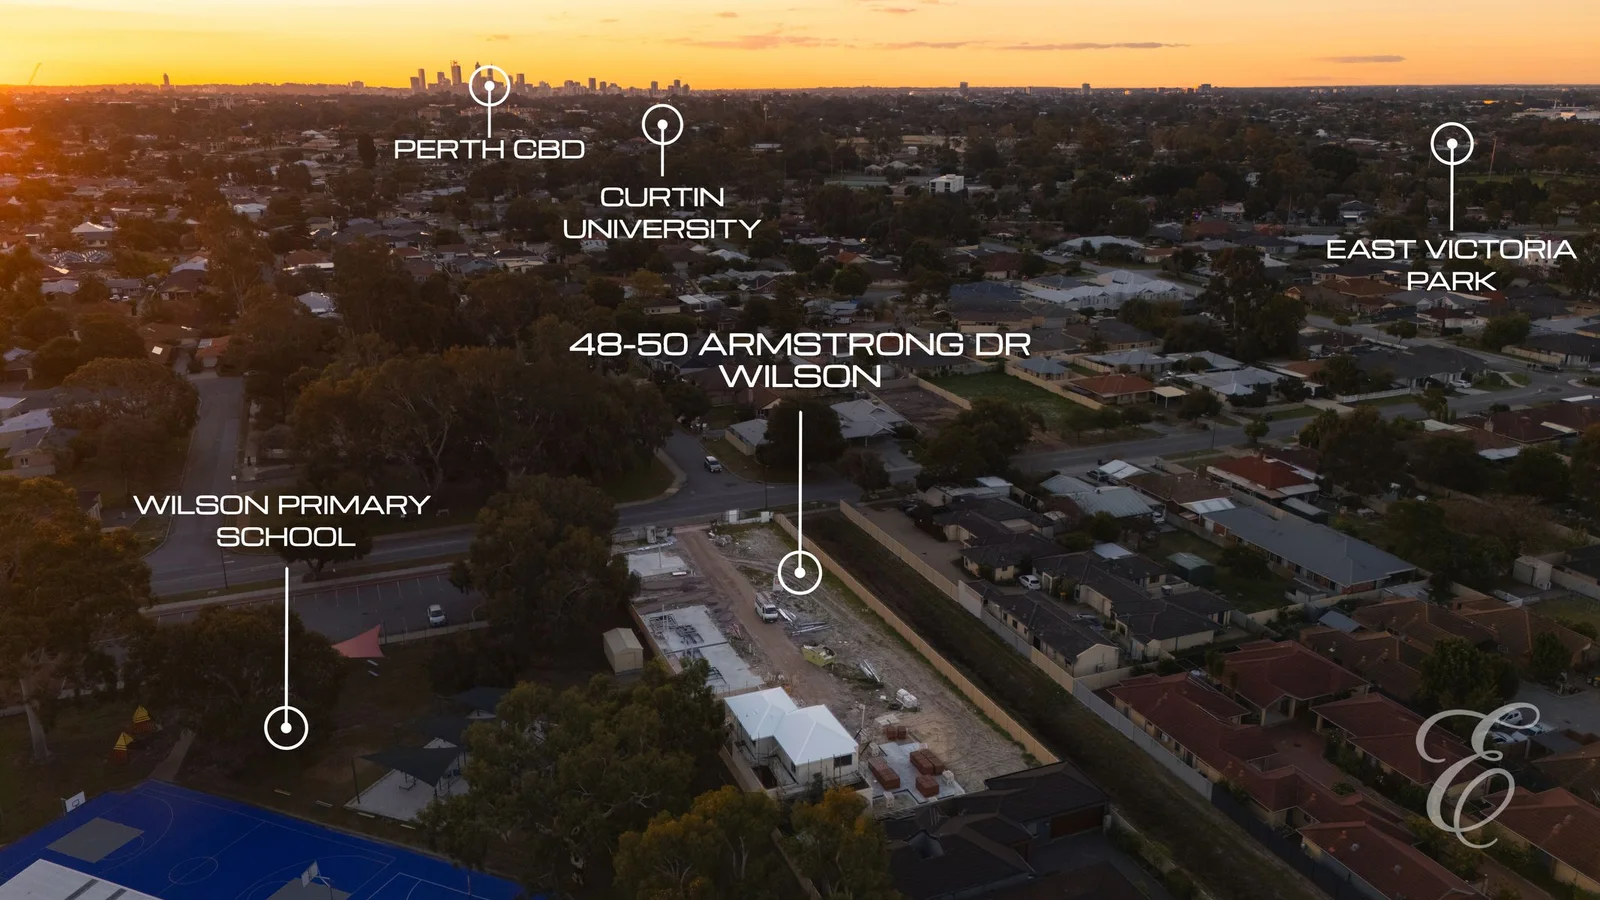 PERTH CBD
CURTIN
UNIVERSITY
EAST VICTORIA
PARK
48-50 ARMSTRONG DR
WILSON
WILSON PRIMARY
SCHOOL
E